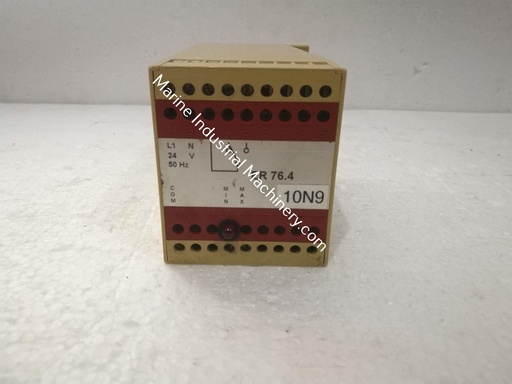 Marine Industrial Machinery.com
L1 N
24 V
50 Hz
R 76.4
COM
MIN
MAX
10N9